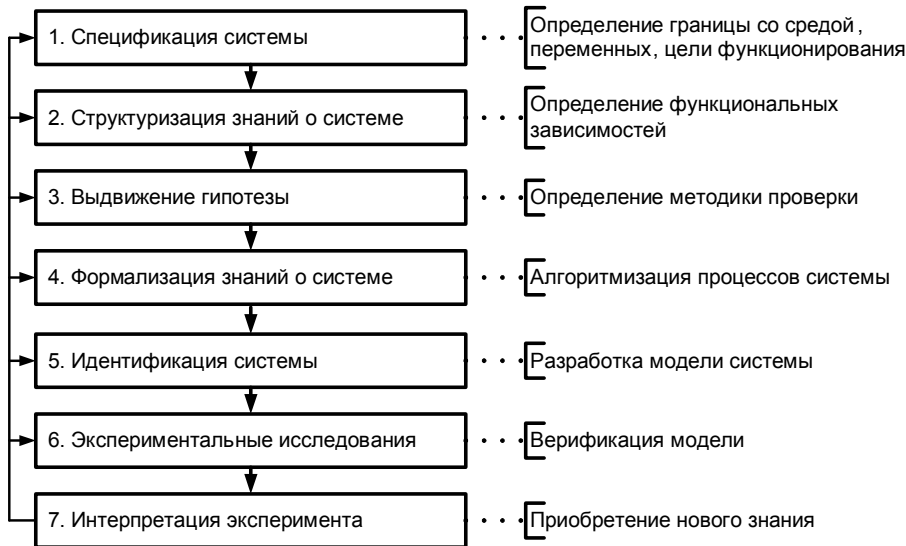 1. Спецификация системы
Определение границы со средой,
переменных, цели функционирования
2. Структуризация знаний о системе
Определение функциональных
зависимостей
3. Выдвижение гипотезы
Определение методики проверки
4. Формализация знаний о системе
Алгоритмизация процессов системы
5. Идентификация системы
Разработка модели системы
6. Экспериментальные исследования
Верификация модели
7. Интерпретация эксперимента
Приобретение нового знания